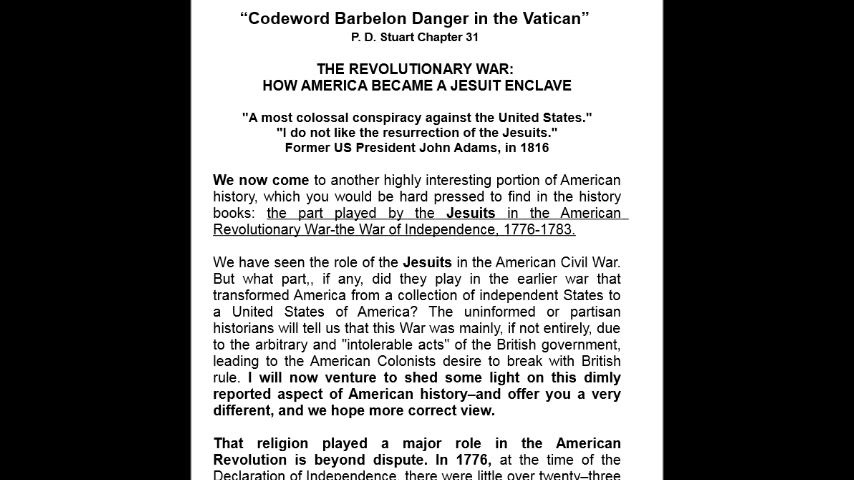 “Codeword Barbelon Danger in the Vatican”
P. D. Stuart Chapter 31
THE REVOLUTIONARY WAR:
HOW AMERICA BECAME A JESUIT ENCLAVE
"A most colossal conspiracy against the United States."
"I do not like the resurrection of the Jesuits."
Former US President John Adams, in 1816
We now come to another highly interesting portion of American
history, which you would be hard pressed to find in the history
books: the part played by the Jesuits in the American
Revolutionary War-the War of Independence, 1776-1783.
We have seen the role of the Jesuits in the American Civil War.
But what part,, if any, did they play in the earlier war that
transformed America from a collection of independent States to
a United States of America? The uninformed or partisan
historians will tell us that this War was mainly, if not entirely, due
to the arbitrary and "intolerable acts" of the British government,
leading to the American Colonists desire to break with British
rule. I will now venture to shed some light on this dimly
reported aspect of American history–and offer you a very
different, and we hope more correct view.
That religion played a major role in the American
Revolution is beyond dispute. In 1776, at the time of the
Declaration of Independence, there were little over twenty–three